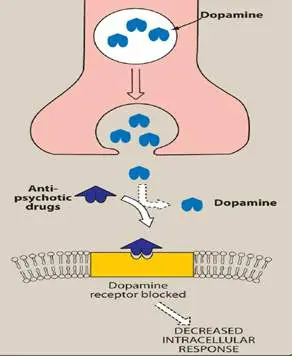 Dopamine
Anti-
psychotic
drugs
Dopamine
Dopamine
receptor blocked
DECREASED
INTRACELLULAR
RESPONSE